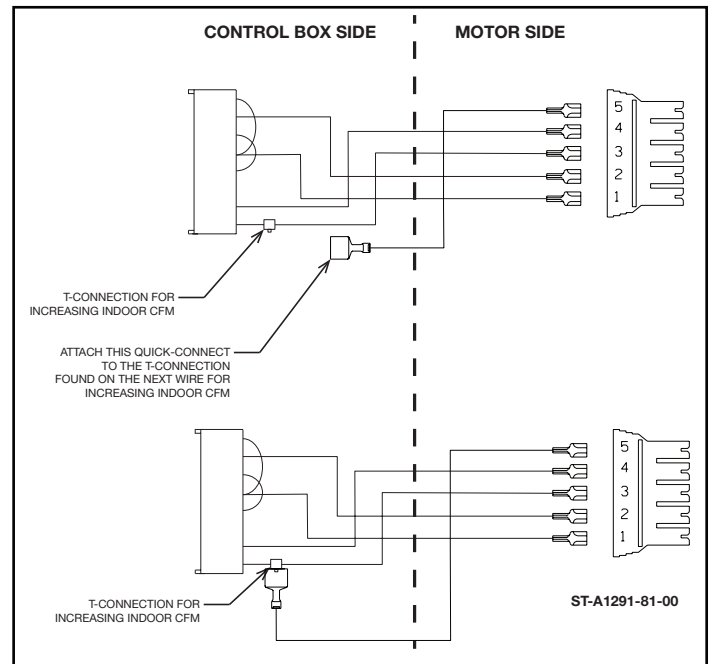 CONTROL BOX SIDE
MOTOR SIDE
5
4
3
2
1
T-CONNECTION FOR
INCREASING INDOOR CFM
ATTACH THIS QUICK-CONNECT
TO THE T-CONNECTION
FOUND ON THE NEXT WIRE FOR
INCREASING INDOOR CFM
5
4
3
2
1
T-CONNECTION FOR
INCREASING INDOOR CFM
ST-A1291-81-00